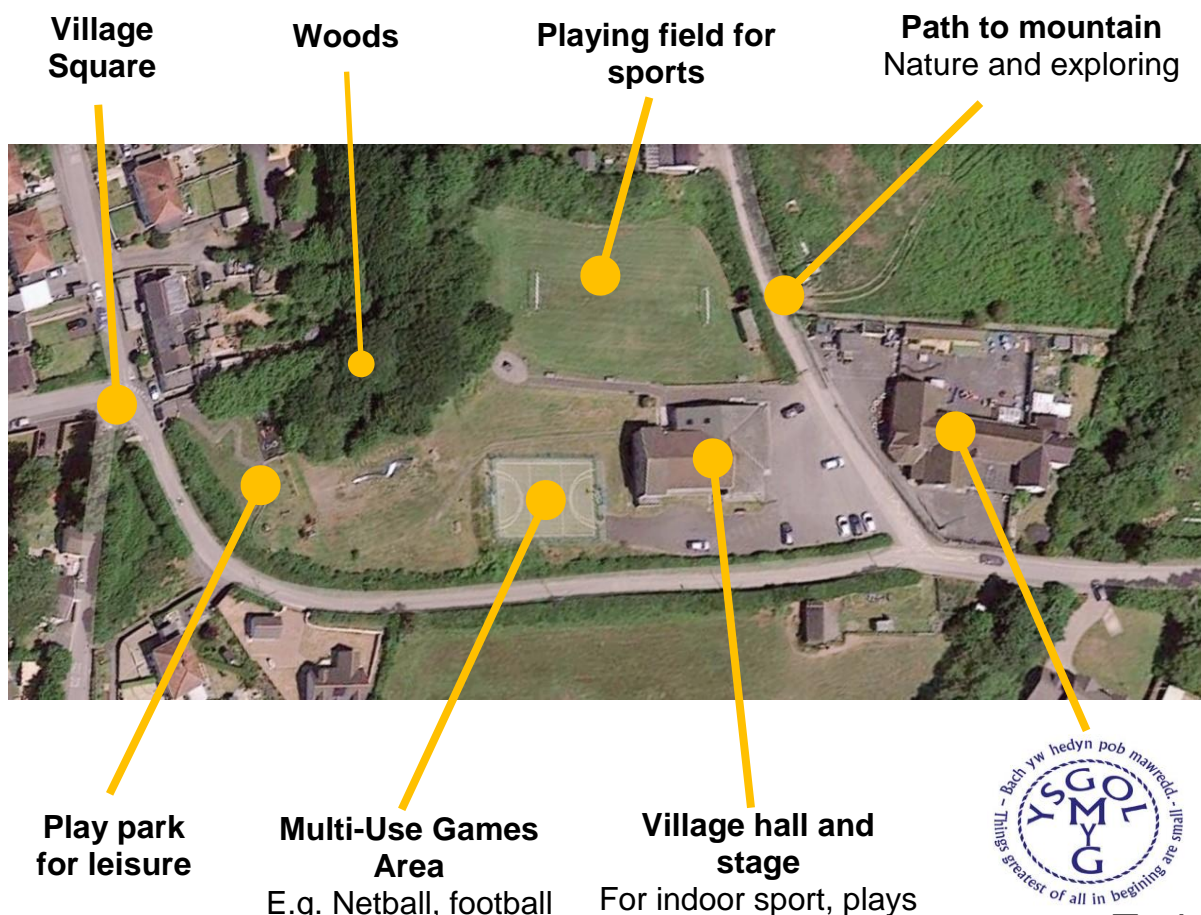 Village
Square
Woods
Playing field for
sports
Path to mountain
Nature and exploring
Play park
for leisure
Multi-Use Games
Area
E.g. Netball, football
Village hall and
stage
For indoor sport, plays
Bach yw hedyn pob mawredd. - Things greatest of all in begining are small -
YSGOL
M
Y
G